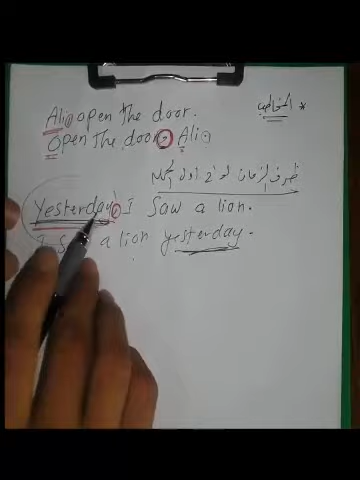 * المخاطب
Ali, open the door.
Open the door, Ali.
ظرف الزمان لو في أول
Yesterday, I Saw a lion.
I Saw a lion yesterday.